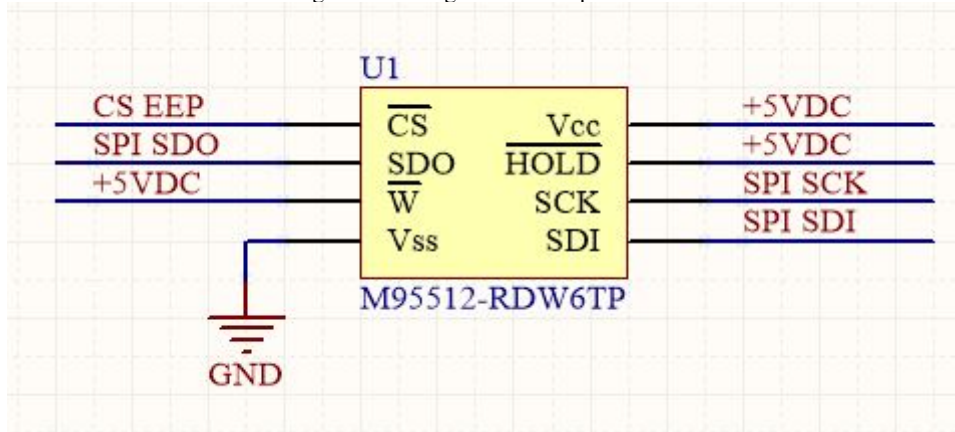 U1
CS EEP
SPI SDO
+5VDC
CS
SDO
W
Vss
Vcc
HOLD
SCK
SDI
+5VDC
+5VDC
SPI SCK
SPI SDI
M95512-RDW6TP
GND